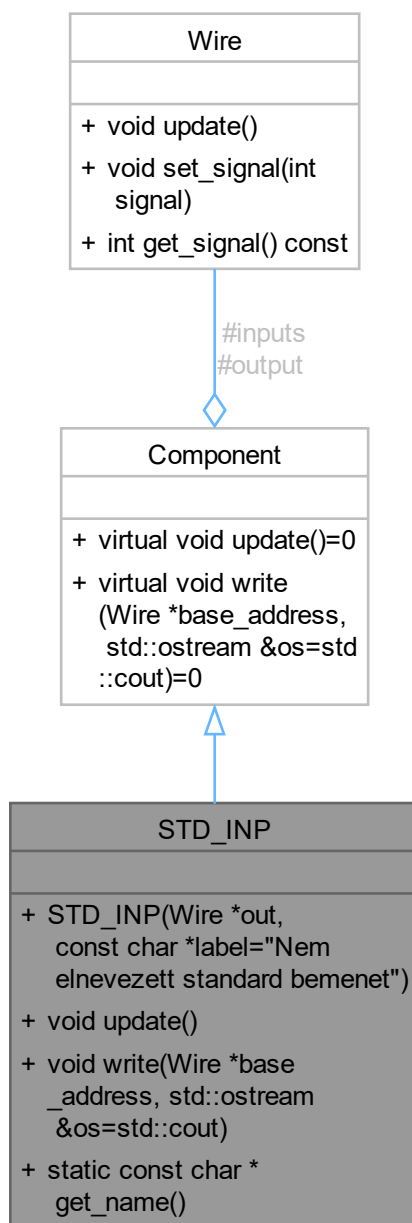 Wire
+ void update()
+ void set_signal(int
signal)
+ int get_signal() const
#inputs
#output
Component
+ virtual void update()=0
+ virtual void write
(Wire *base_address,
std::ostream &os=std
::cout)=0
STD_INP
+ STD_INP(Wire *out,
const char *label="Nem
elnevezett standard bemenet")
+ void update()
+ void write(Wire *base
_address, std::ostream
&os=std::cout)
+ static const char *
get_name()